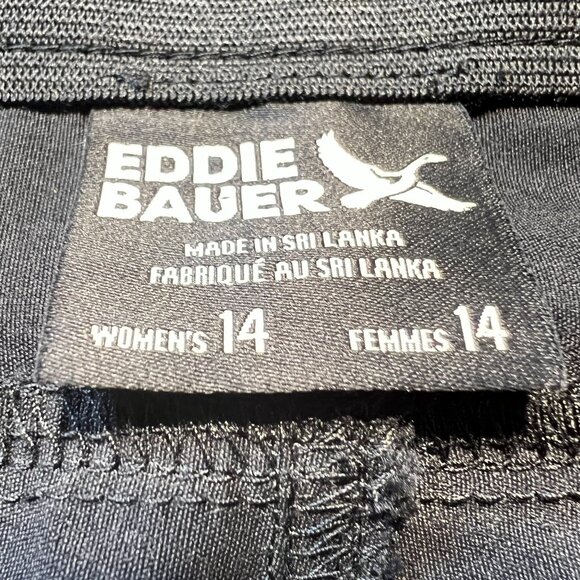 EDDIE
BAUER
MADE IN SRI LANKA
FABRIQUÉ AU SRI LANKA
WOMEN'S 14 FEMMES 14